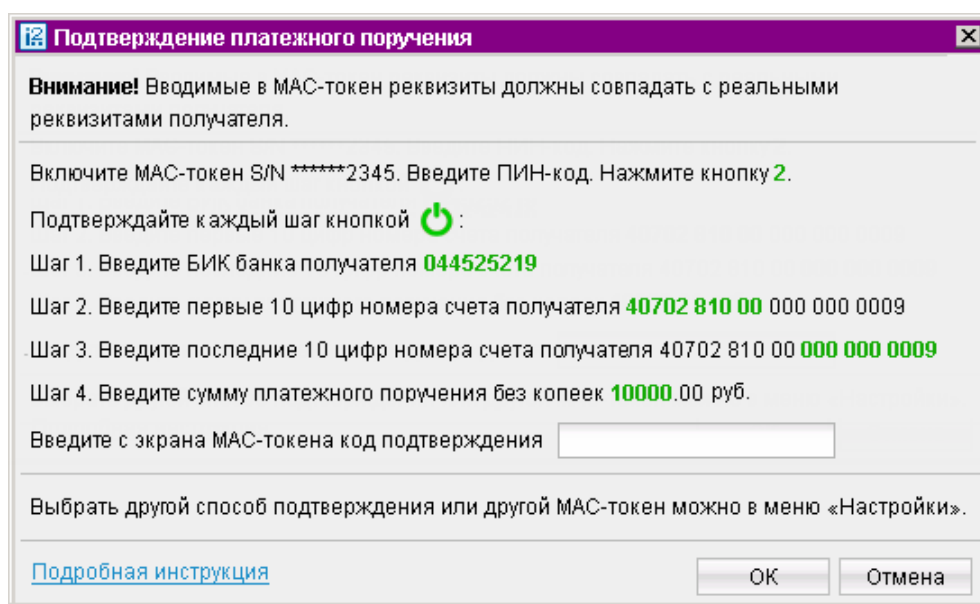 Подтверждение платежного поручения
Внимание! Вводимые в МАС-токен реквизиты должны совпадать с реальными
реквизитами получателя.
Включите МАС-токен S/N ******2345. Введите ПИН-код. Нажмите кнопку 2.
Подтверждайте каждый шаг кнопкой :
Шаг 1. Введите БИК банка получателя 044525219
Шаг 2. Введите первые 10 цифр номера счета получателя 40702 810 00 000 000 0009
Шаг 3. Введите последние 10 цифр номера счета получателя 40702 810 00 000 000 0009
Шаг 4. Введите сумму платежного поручения без копеек 10000.00 руб.
Введите с экрана МАС-токена код подтверждения
Выбрать другой способ подтверждения или другой МАС-токен можно в меню «Настройки».
Подробная инструкция
ОК
Отмена